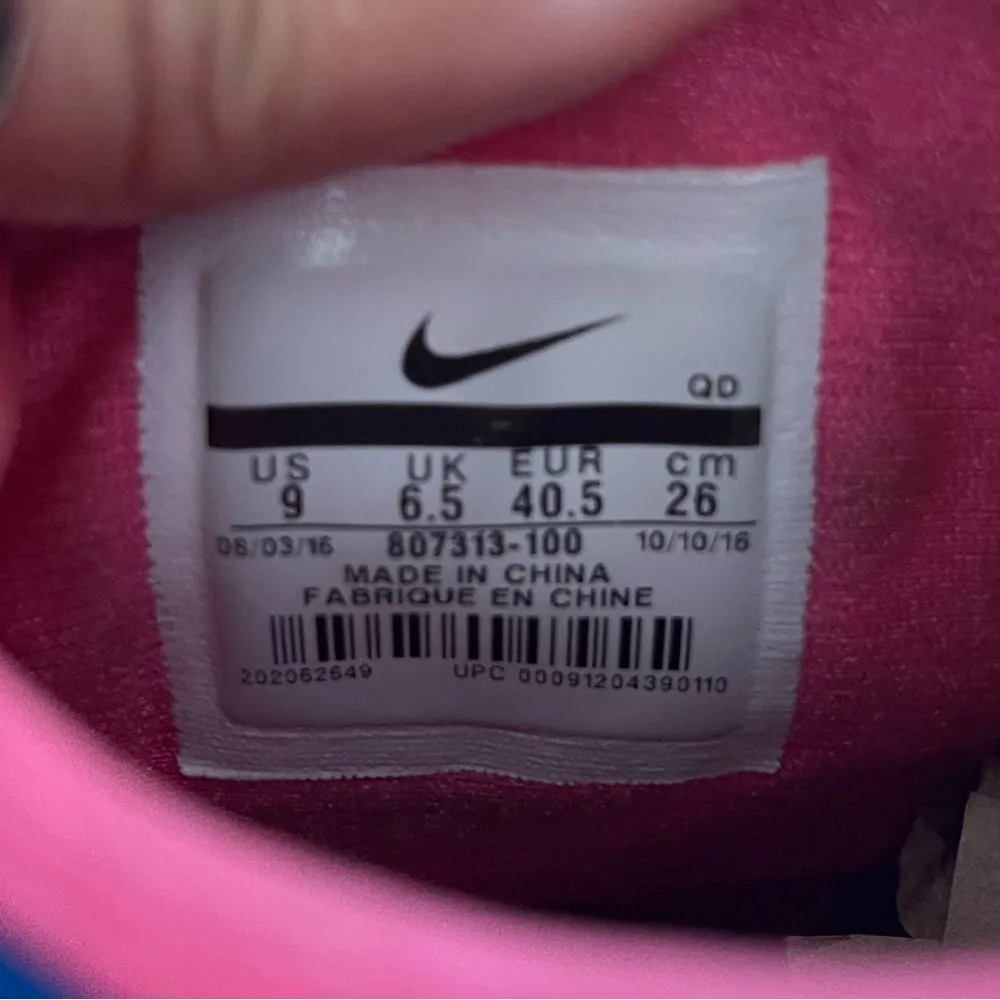 QD
US UK EUR cm
9 6.5 40.5 26
08/03/16 807313-100 10/10/16
MADE IN CHINA
FABRIQUE EN CHINE
202062649 UPC 00091204390110